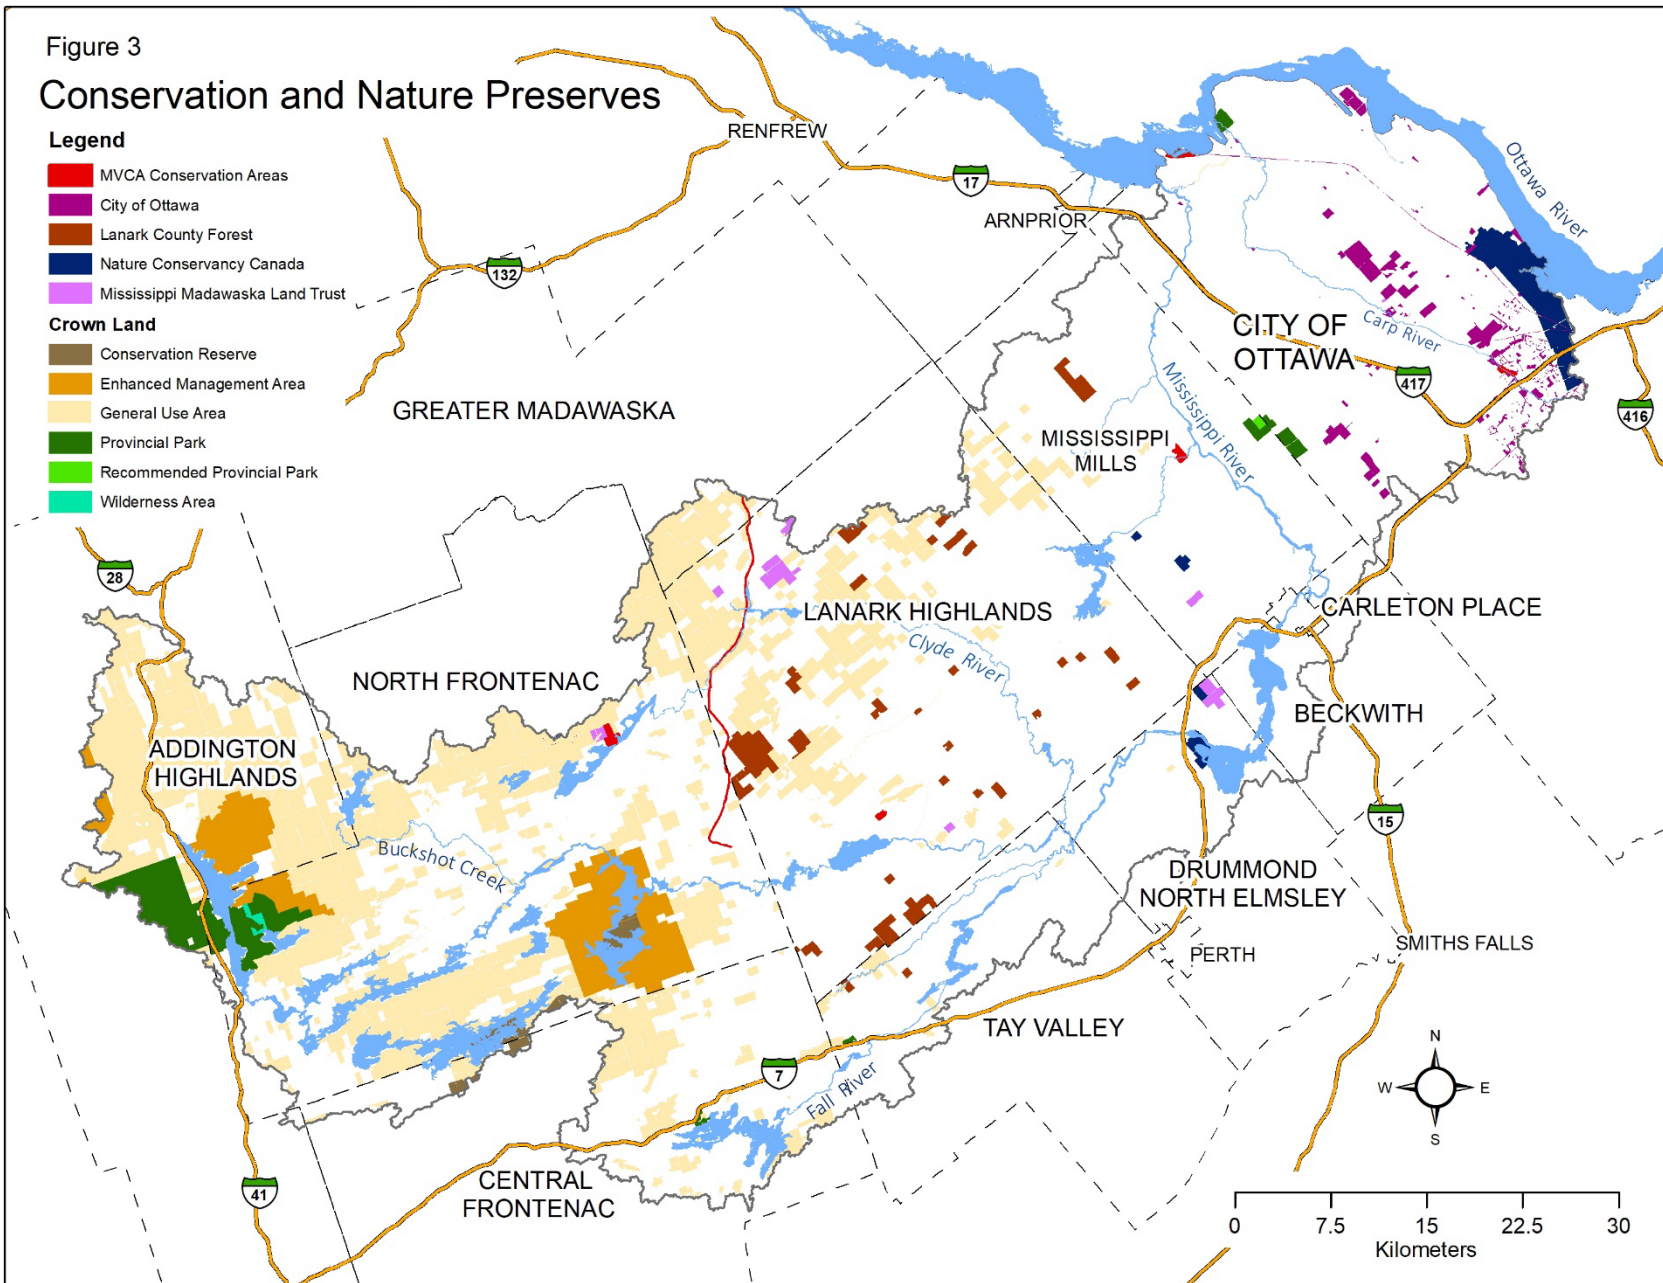 Figure 3
Conservation and Nature Preserves
Legend
MVCA Conservation Areas
City of Ottawa
Lanark County Forest
Nature Conservancy Canada
Mississippi Madawaska Land Trust
Crown Land
Conservation Reserve
Enhanced Management Area
General Use Area
Provincial Park
Recommended Provincial Park
Wilderness Area
RENFREW
17
ARNPRIOR
132
Ottawa River
CITY OF
OTTAWA
Carp River
417
416
GREATER MADAWASKA
Mississippi River
MISSISSIPPI
MILLS
28
LANARK HIGHLANDS
CARLETON PLACE
Clyde River
NORTH FRONTENAC
BECKWITH
ADDINGTON
HIGHLANDS
15
Buckshot Creek
DRUMMOND
NORTH ELMSLEY
SMITHS FALLS
PERTH
TAY VALLEY
7
Fall River
41
CENTRAL
FRONTENAC
N
W
E
S
0 7.5 15 22.5 30
Kilometers